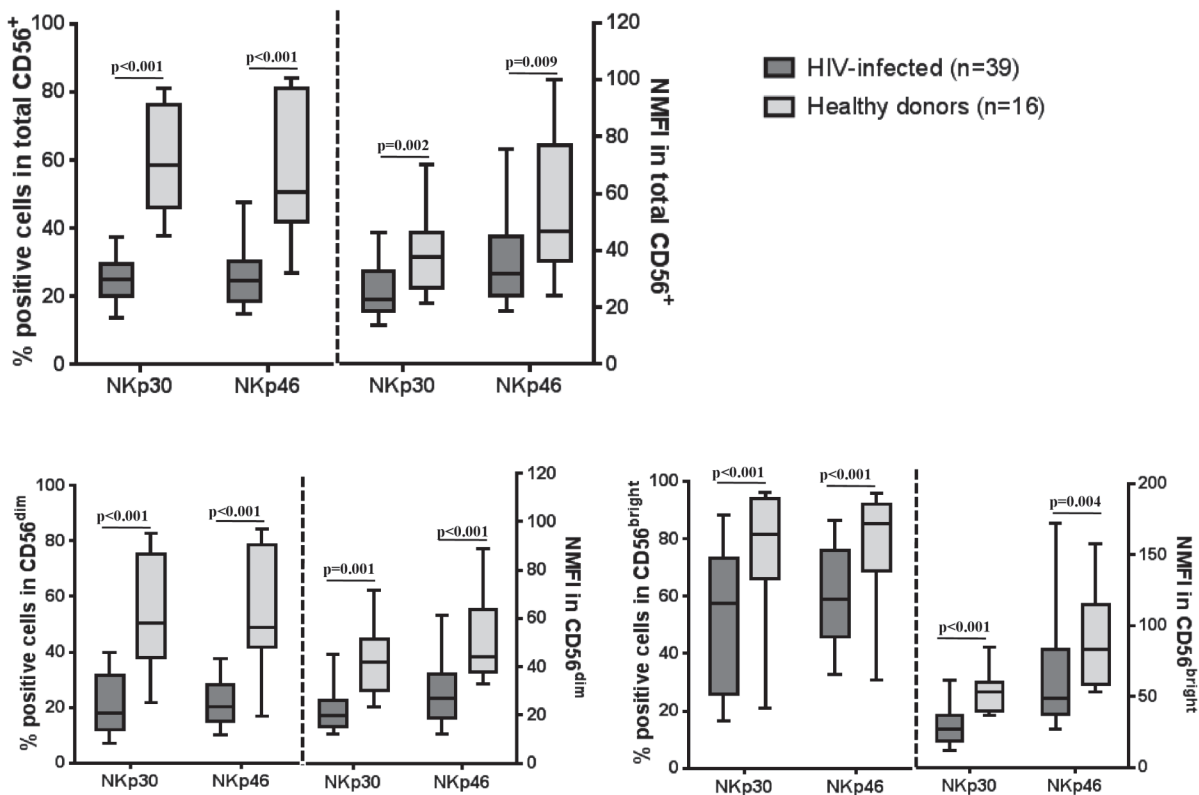 % positive cells in total CD56+
100
80
60
40
20
0
p<0.001
p<0.001
p=0.002
p=0.009
NKp30
NKp46
NKp30
NKp46
120
100
80
60
40
20
0
NMFI in total CD56+
HIV-infected (n=39)
Healthy donors (n=16)
% positive cells in CD56dim
100
80
60
40
20
0
p<0.001
p<0.001
p=0.001
p<0.001
NKp30
NKp46
NKp30
NKp46
120
100
80
60
40
20
0
NMFI in CD56dim
% positive cells in CD56bright
100
80
60
40
20
0
p<0.001
p<0.001
p<0.001
p=0.004
NKp30
NKp46
NKp30
NKp46
200
150
100
50
0
NMFI in CD56bright